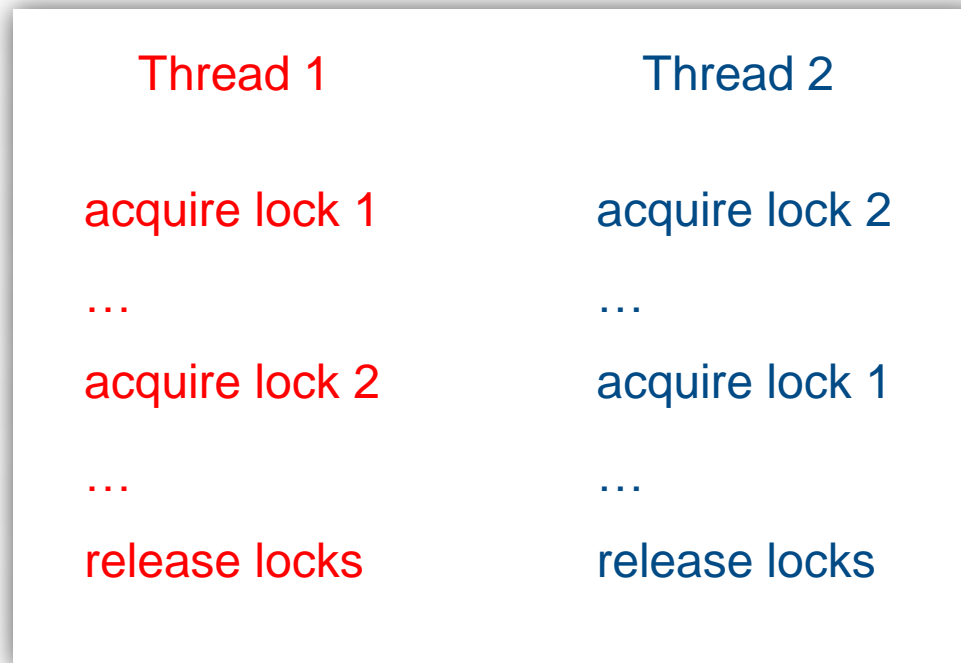 Thread 1 Thread 2
acquire lock 1 acquire lock 2
… …
acquire lock 2 acquire lock 1
… …
release locks release locks